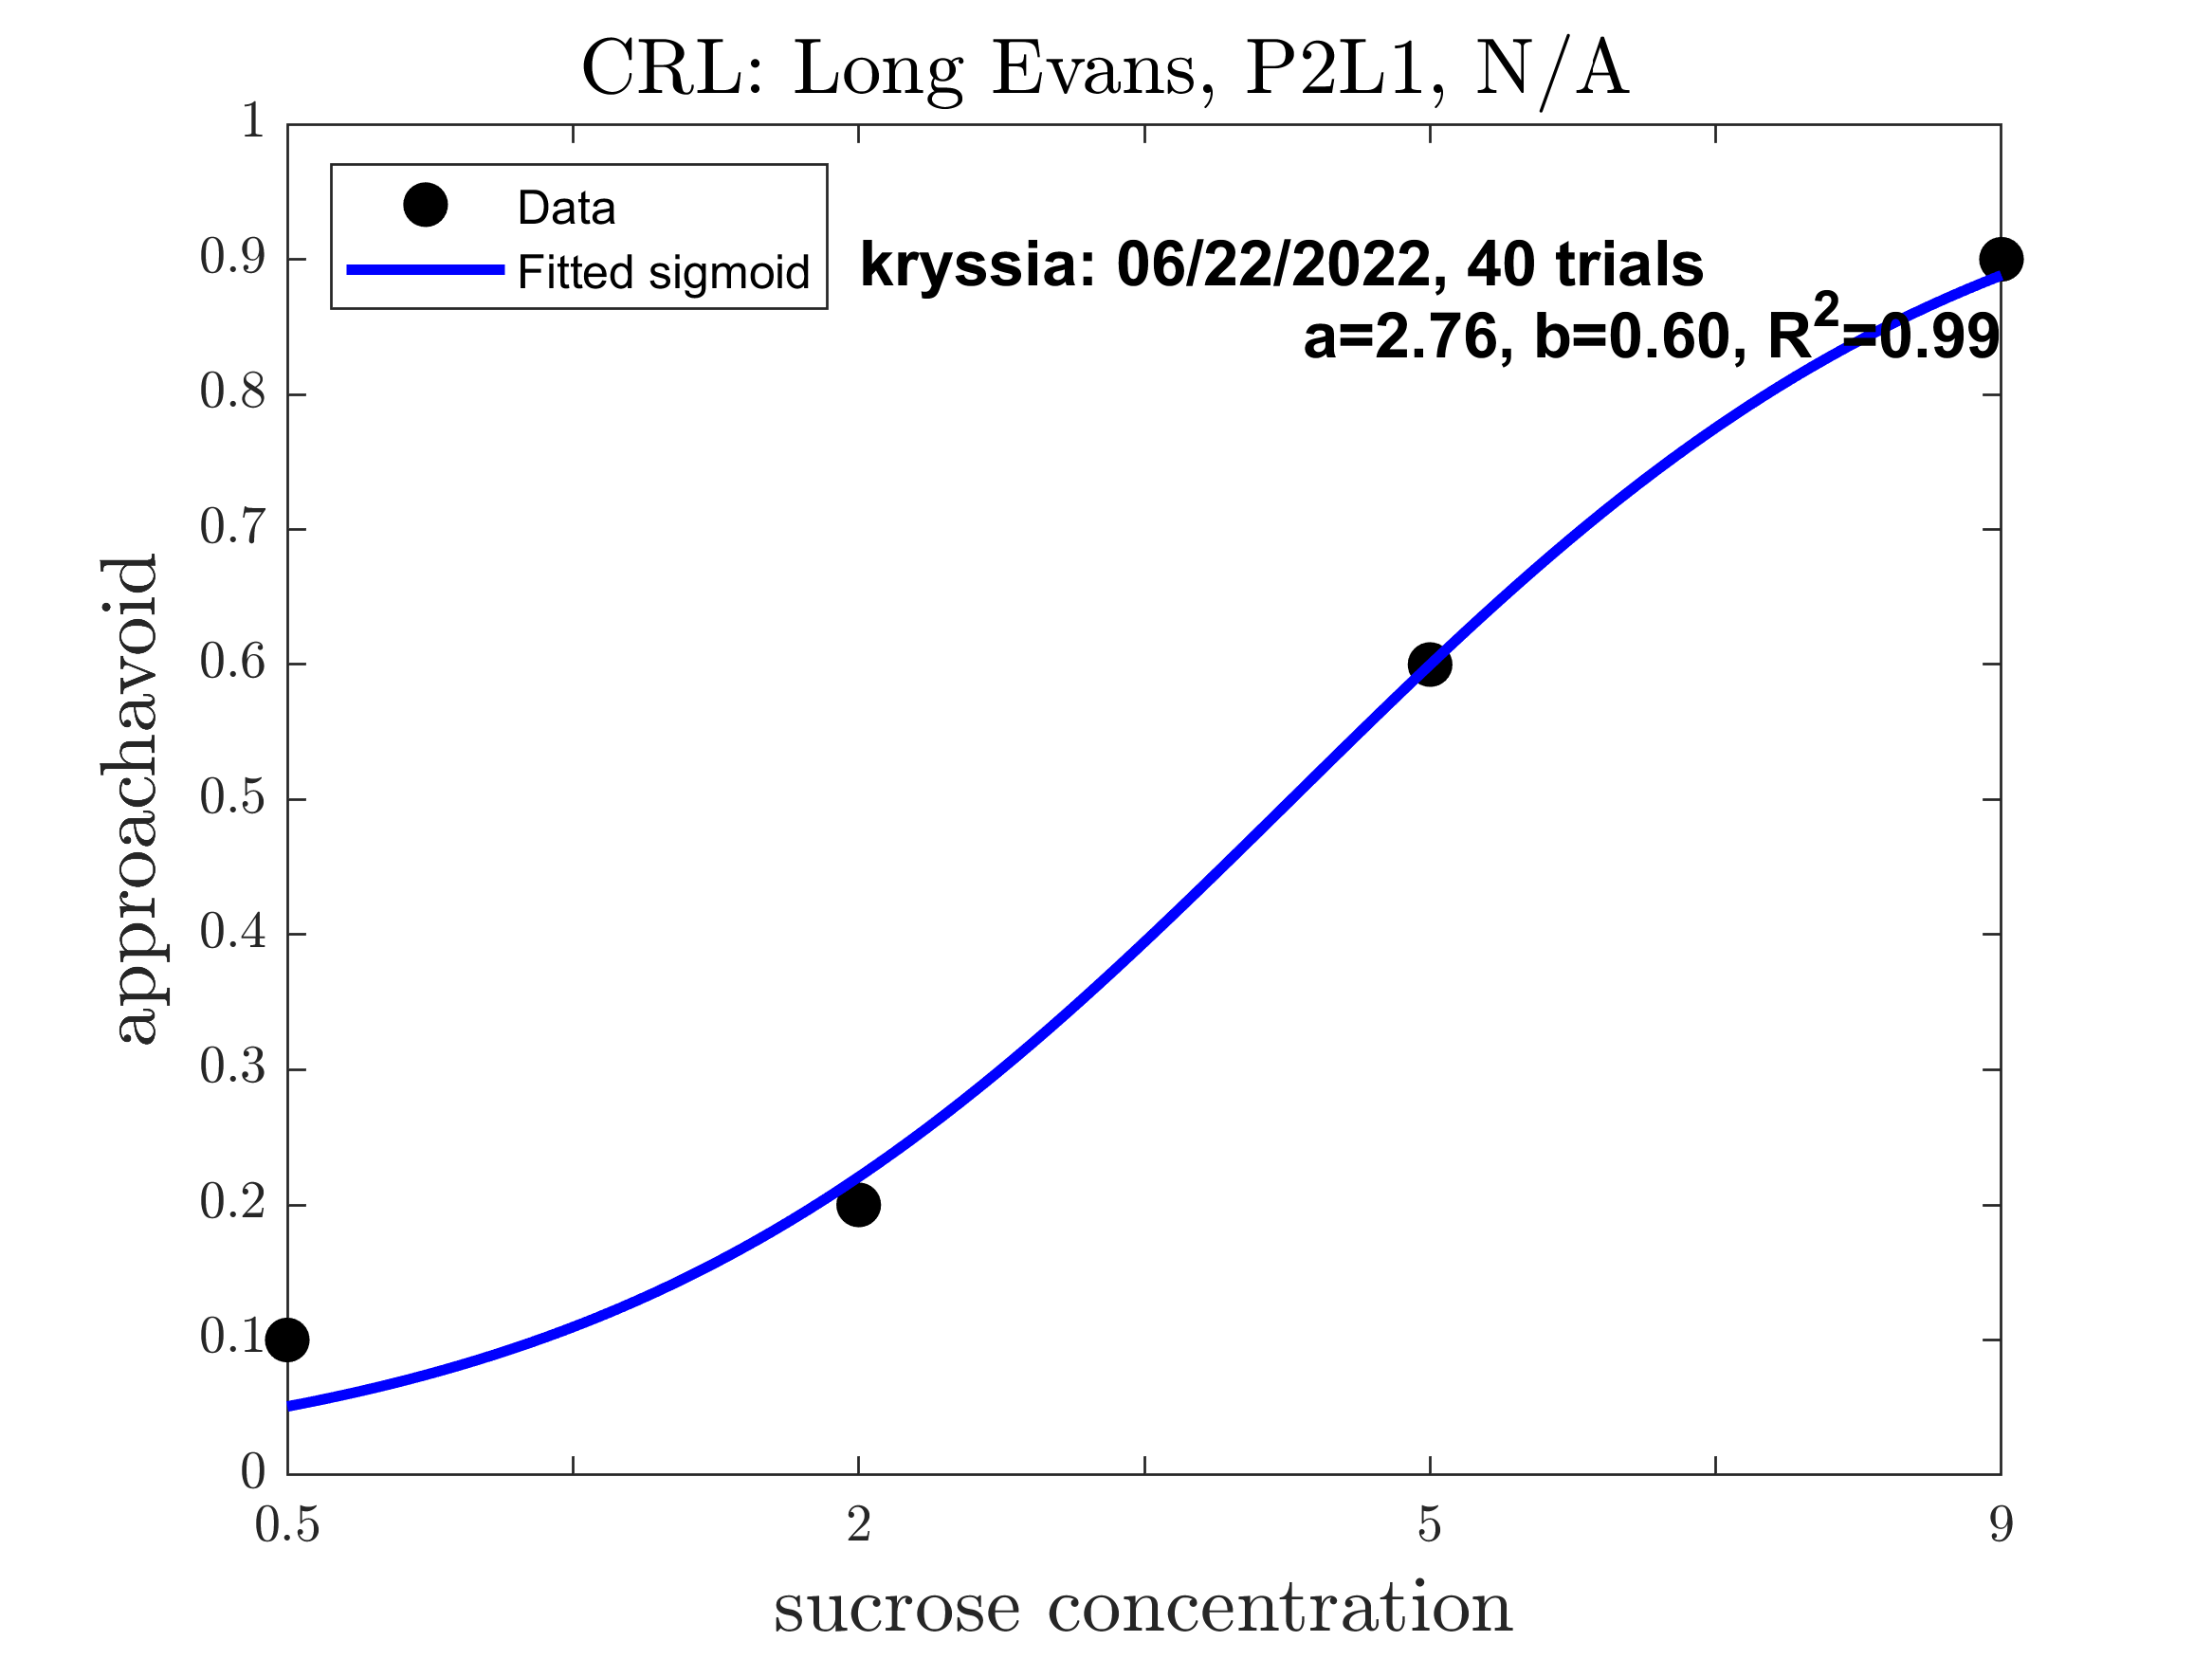 CRL: Long Evans, P2L1, N/A
1
0.9
0.8
0.7
0.6
0.5
0.4
0.3
0.2
0.1
0
approachavoid
Data
Fitted sigmoid
kryssia: 06/22/2022, 40 trials
a=2.76, b=0.60, R²=0.99
0.5 2 5 9
sucrose concentration